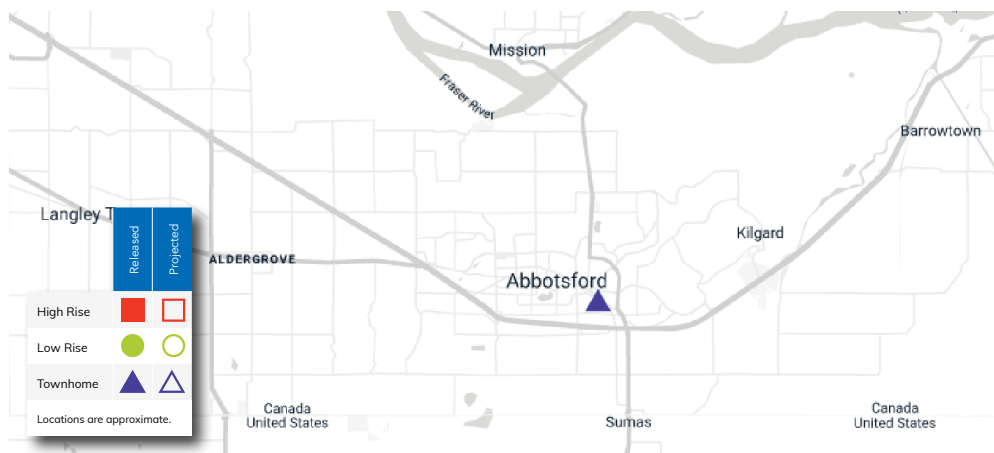 Mission
Fraser River
Barrowtown
Langley T
Kilgard
ALDERGROVE
Abbotsford
Released
Projected
High Rise
Low Rise
Townhome
Locations are approximate.
Canada
United States
Sumas
Canada
United States